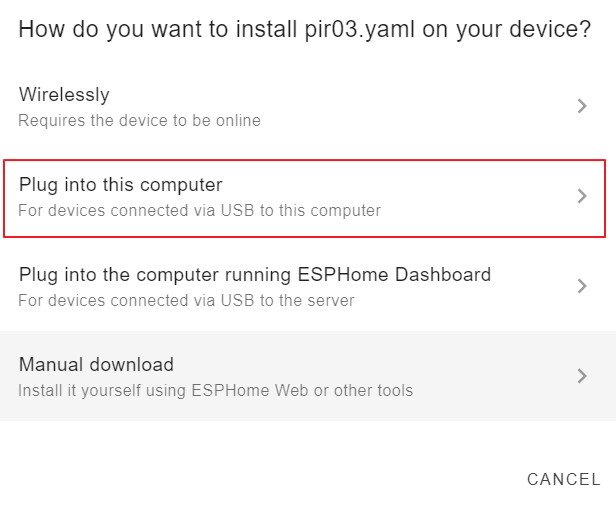 How do you want to install pir03.yaml on your device?
Wirelessly
Requires the device to be online
Plug into this computer
For devices connected via USB to this computer
Plug into the computer running ESPHome Dashboard
For devices connected via USB to the server
Manual download
Install it yourself using ESPHome Web or other tools
CANCEL